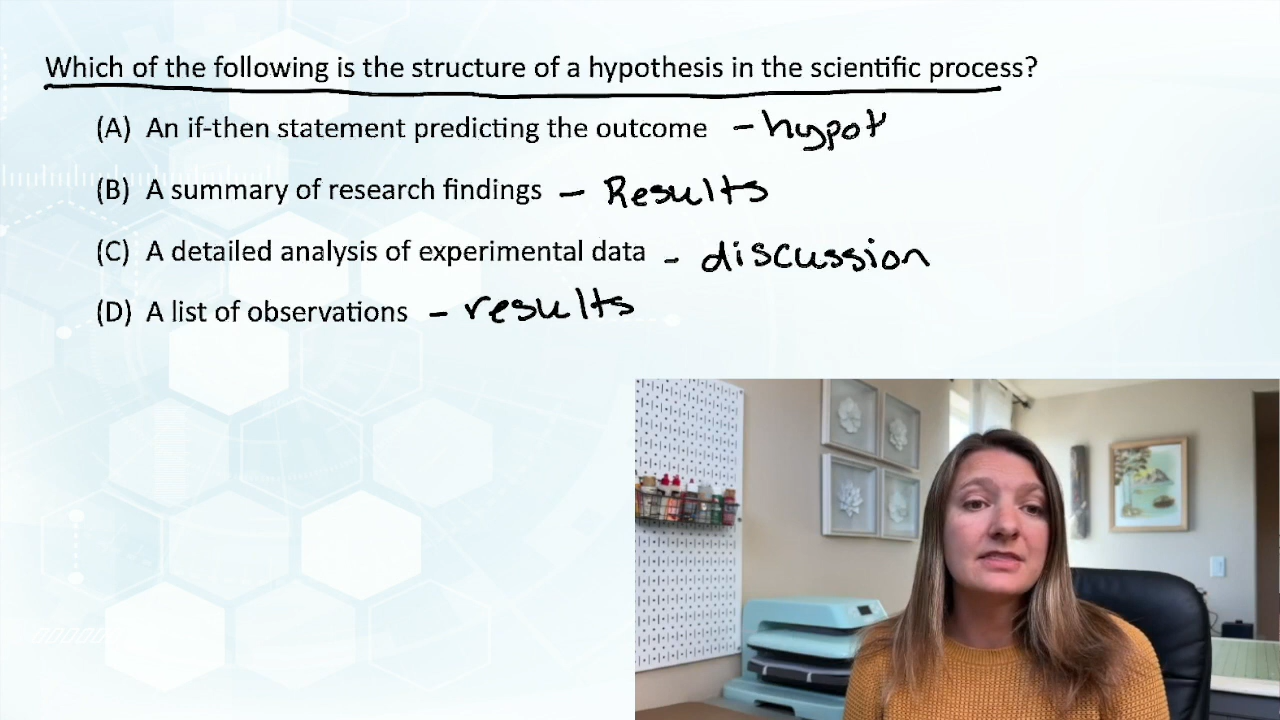 Which of the following is the structure of a hypothesis in the scientific process?
(A) An if-then statement predicting the outcome – hypot
(B) A summary of research findings – Results
(C) A detailed analysis of experimental data - discussion
(D) A list of observations – results